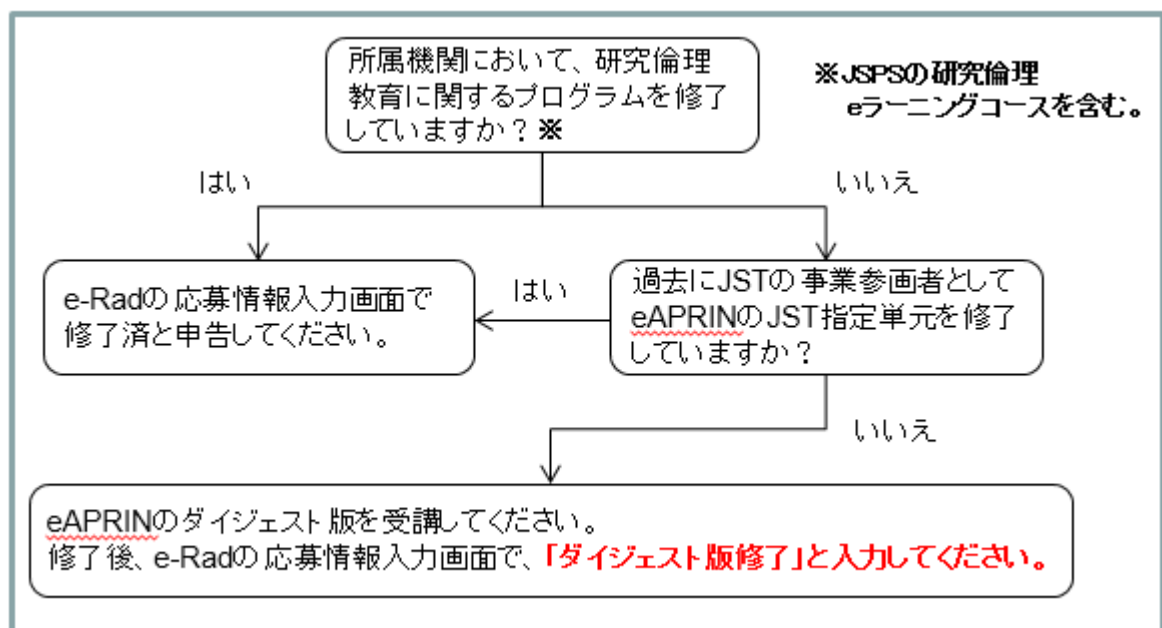 所属機関において、研究倫理
教育に関するプログラムを修了
していますか？※
※JSPSの研究倫理
eラーニングコースを含む。
はい
いいえ
e-Radの応募情報入力画面で
修了済と申告してください。
はい
過去にJSTの事業参画者として
eAPRINのJST指定単元を修了
していますか？
いいえ
eAPRINのダイジェスト版を受講してください。
修了後、e-Radの応募情報入力画面で、「ダイジェスト版修了」と入力してください。